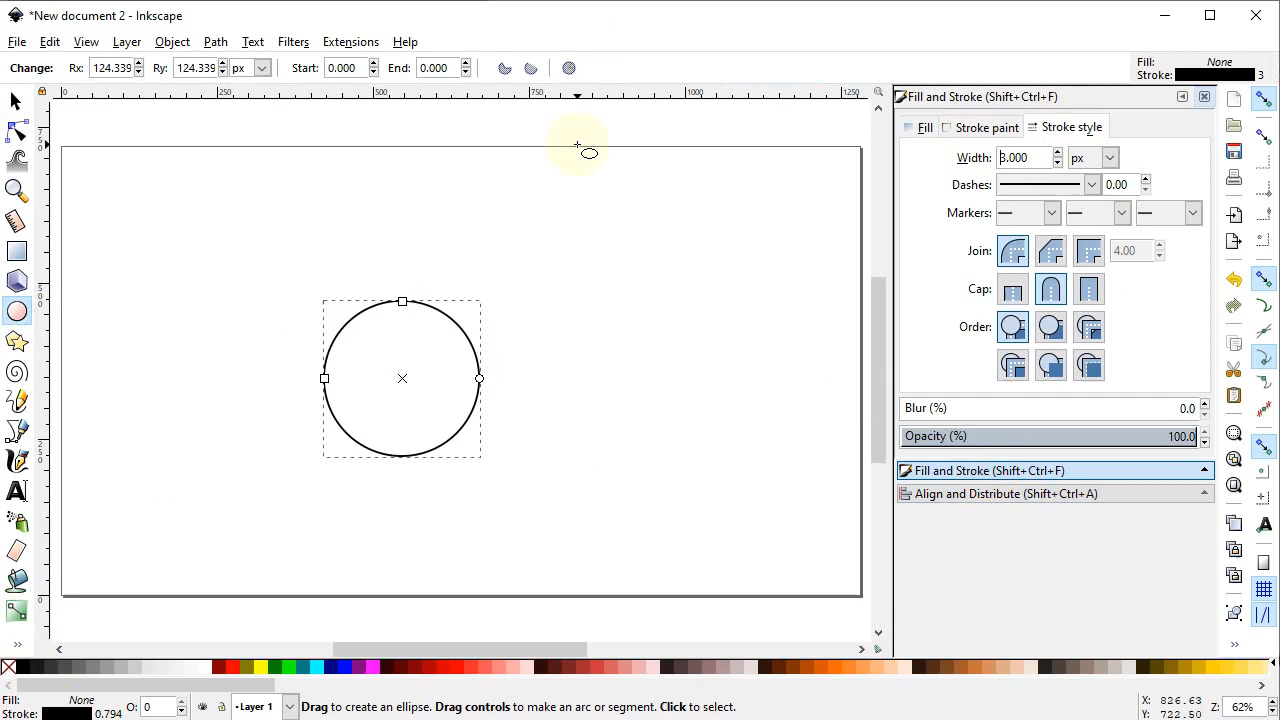 *New document 2 - Inkscape
File Edit View Layer Object Path Text Filters Extensions Help
Change: Rx: 124.339 Ry: 124.339 px Start: 0.000 End: 0.000
Fill: None
Stroke: 3
0 250 500 750 1000 1250
Fill and Stroke (Shift+Ctrl+F)
Fill Stroke paint Stroke style
Width: 3.000 px
Dashes: 0.00
Markers:
Join: 4.00
Cap:
Order:
Blur (%) 0.0
Opacity (%) 100.0
Fill and Stroke (Shift+Ctrl+F)
Align and Distribute (Shift+Ctrl+A)
750
500
250
0
Fill: None
Stroke: 0.794
O: 0
Layer 1
Drag to create an ellipse. Drag controls to make an arc or segment. Click to select.
X: 826.63
Y: 722.50
Z: 62%